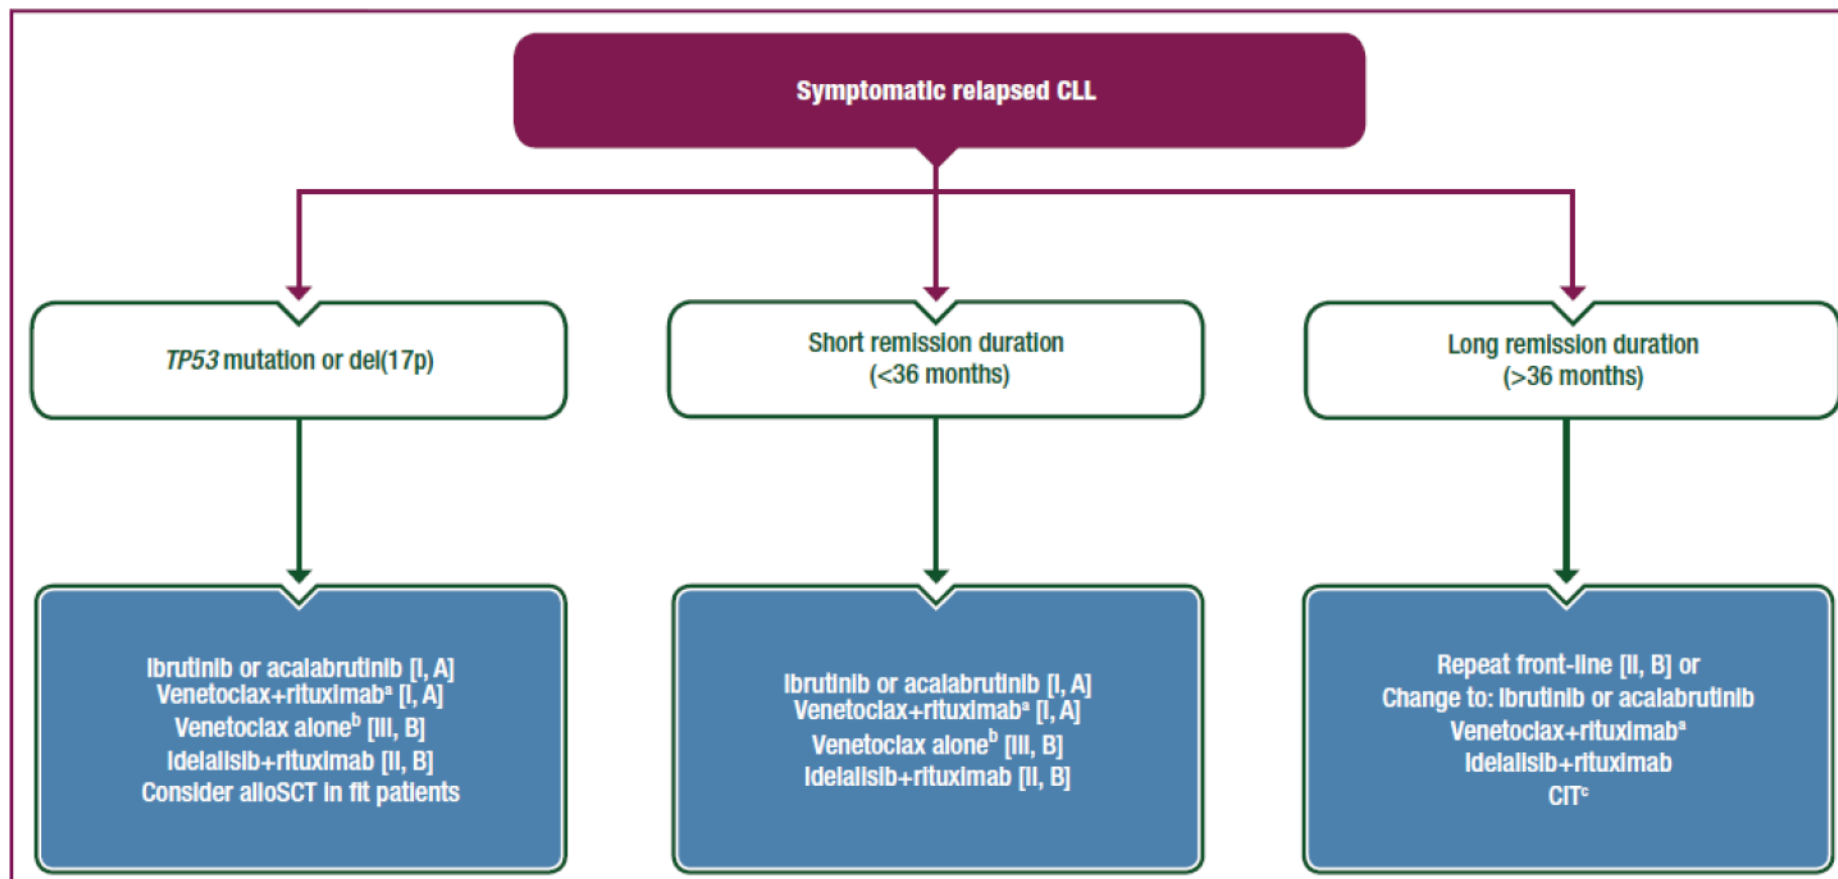 Symptomatic relapsed CLL
TP53 mutation or del(17p)
Short remission duration
(<36 months)
Long remission duration
(>36 months)
Ibrutinib or acalabrutinib [I, A]
Venetoclax+rituximabᵃ [I, A]
Venetoclax aloneᵇ [III, B]
Idelalisib+rituximab [II, B]
Consider alloSCT in fit patients
Ibrutinib or acalabrutinib [I, A]
Venetoclax+rituximabᵃ [I, A]
Venetoclax aloneᵇ [III, B]
Idelalisib+rituximab [II, B]
Repeat front-line [II, B] or
Change to: Ibrutinib or acalabrutinib
Venetoclax+rituximabᵃ
Idelalisib+rituximab
CITᶜ